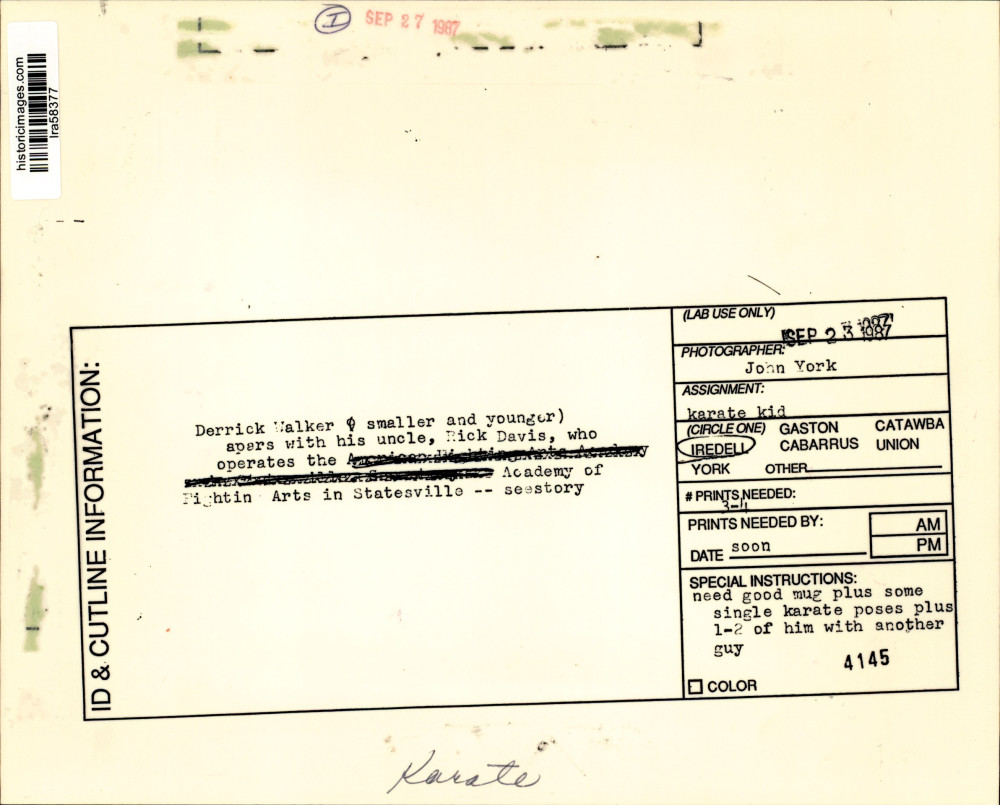 I SEP 27 1987
historicimages.com
lra58377
ID & CUTLINE INFORMATION:
Derrick Walker ( smaller and younger)
apars with his uncle, Rick Davis, who
operates the
Academy of
Fightin Arts in Statesville -- seestory
(LAB USE ONLY)
SEP 23 1987
PHOTOGRAPHER:
John York
ASSIGNMENT:
karate kid
(CIRCLE ONE) GASTON CATAWBA
IREDELL CABARRUS UNION
YORK OTHER
# PRINTS NEEDED:
3-4
PRINTS NEEDED BY:
AM
DATE soon PM
SPECIAL INSTRUCTIONS:
need good mug plus some
single karate poses plus
1-2 of him with another
guy
4145
COLOR
Karate